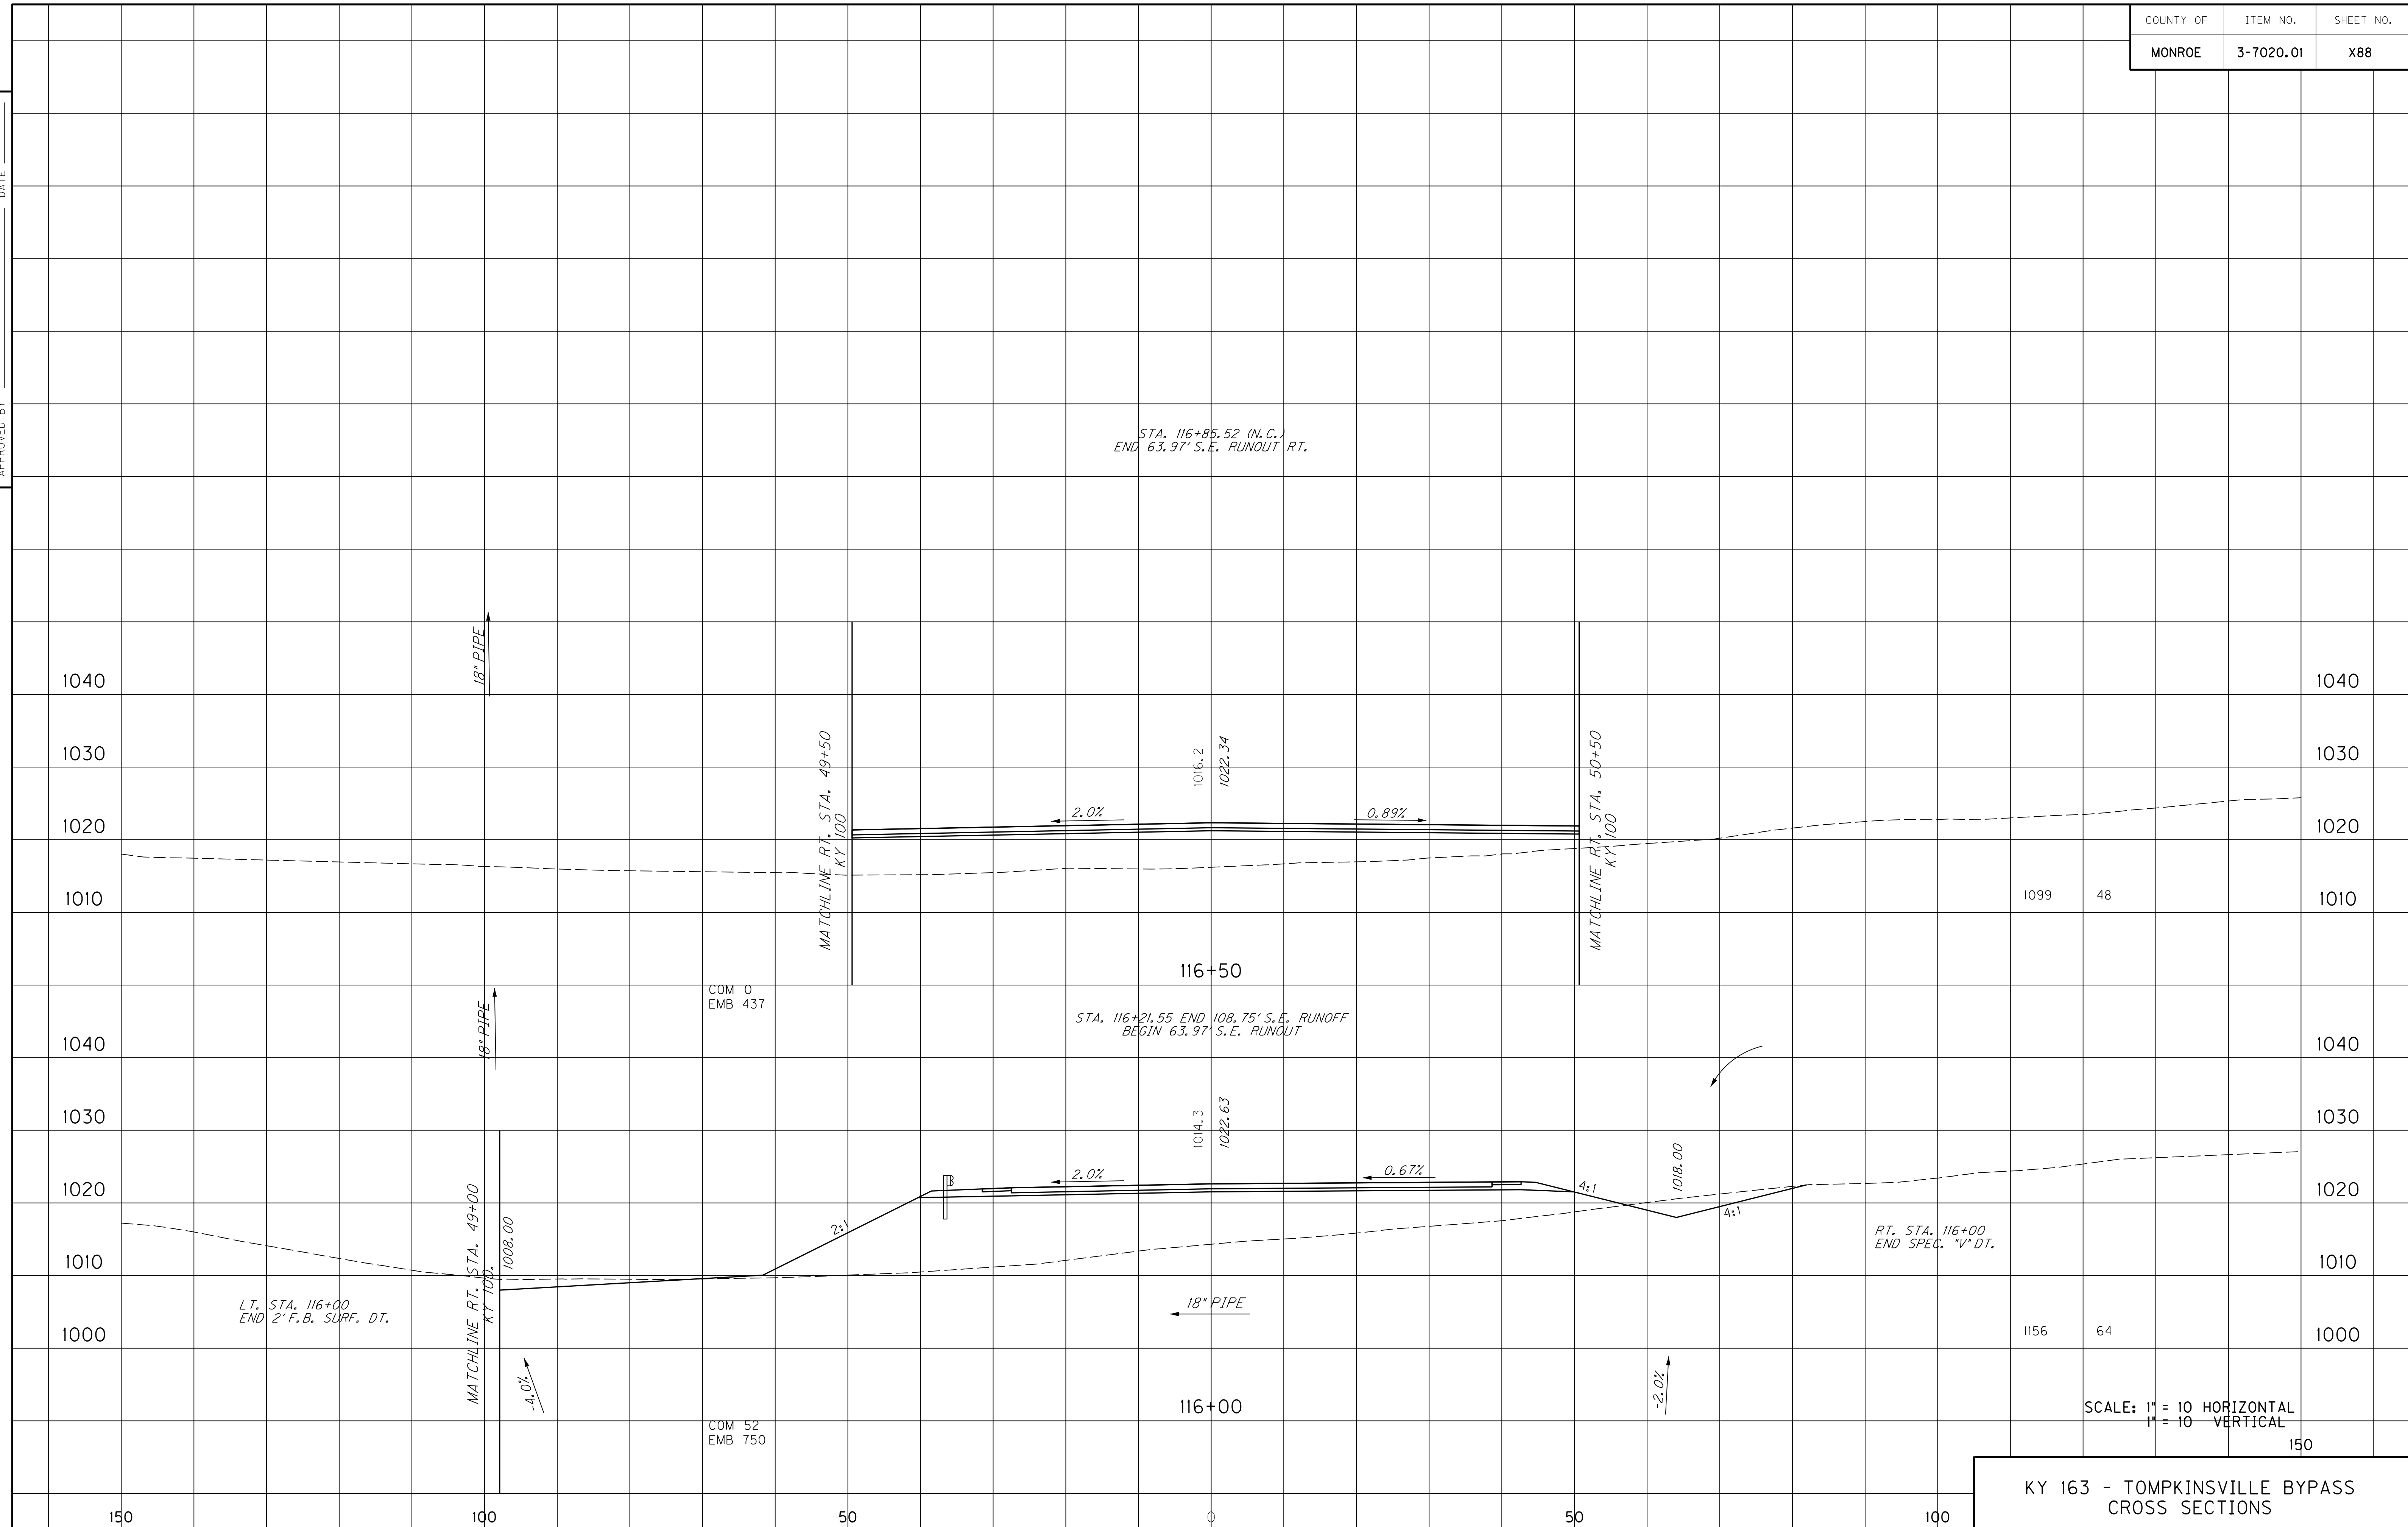 COUNTY OF ITEM NO. SHEET NO.
MONROE 3-7020.01 X88
DATE
APPROVED BY
STA. 116+85.52 (N.C.)
END 63.97' S.E. RUNOUT RT.
18" PIPE
1040 1040
1030 1030
1020 1020
1010 1010
MATCHLINE RT. STA. 49+50
KY 100
1016.2
1022.34
2.0% 0.89%
MATCHLINE RT. STA. 50+50
KY 100
1099 48
116+50
COM 0
EMB 437
STA. 116+21.55 END 108.75' S.E. RUNOFF
BEGIN 63.97' S.E. RUNOUT
18" PIPE
1040 1040
1030 1030
1020 1020
1010 1010
1000 1000
1014.3
1022.63
2.0% 0.67%
1018.00
2:1
4:1
4:1
MATCHLINE RT. STA. 49+00
KY 100.
1008.00
RT. STA. 116+00
END SPEC. "V" DT.
LT. STA. 116+00
END 2' F.B. SURF. DT.
18" PIPE
1156 64
-4.0%
-2.0%
116+00
COM 52
EMB 750
SCALE: 1" = 10 HORIZONTAL
1" = 10 VERTICAL
150
150 100 50 0 50 100
KY 163 - TOMPKINSVILLE BYPASS
CROSS SECTIONS